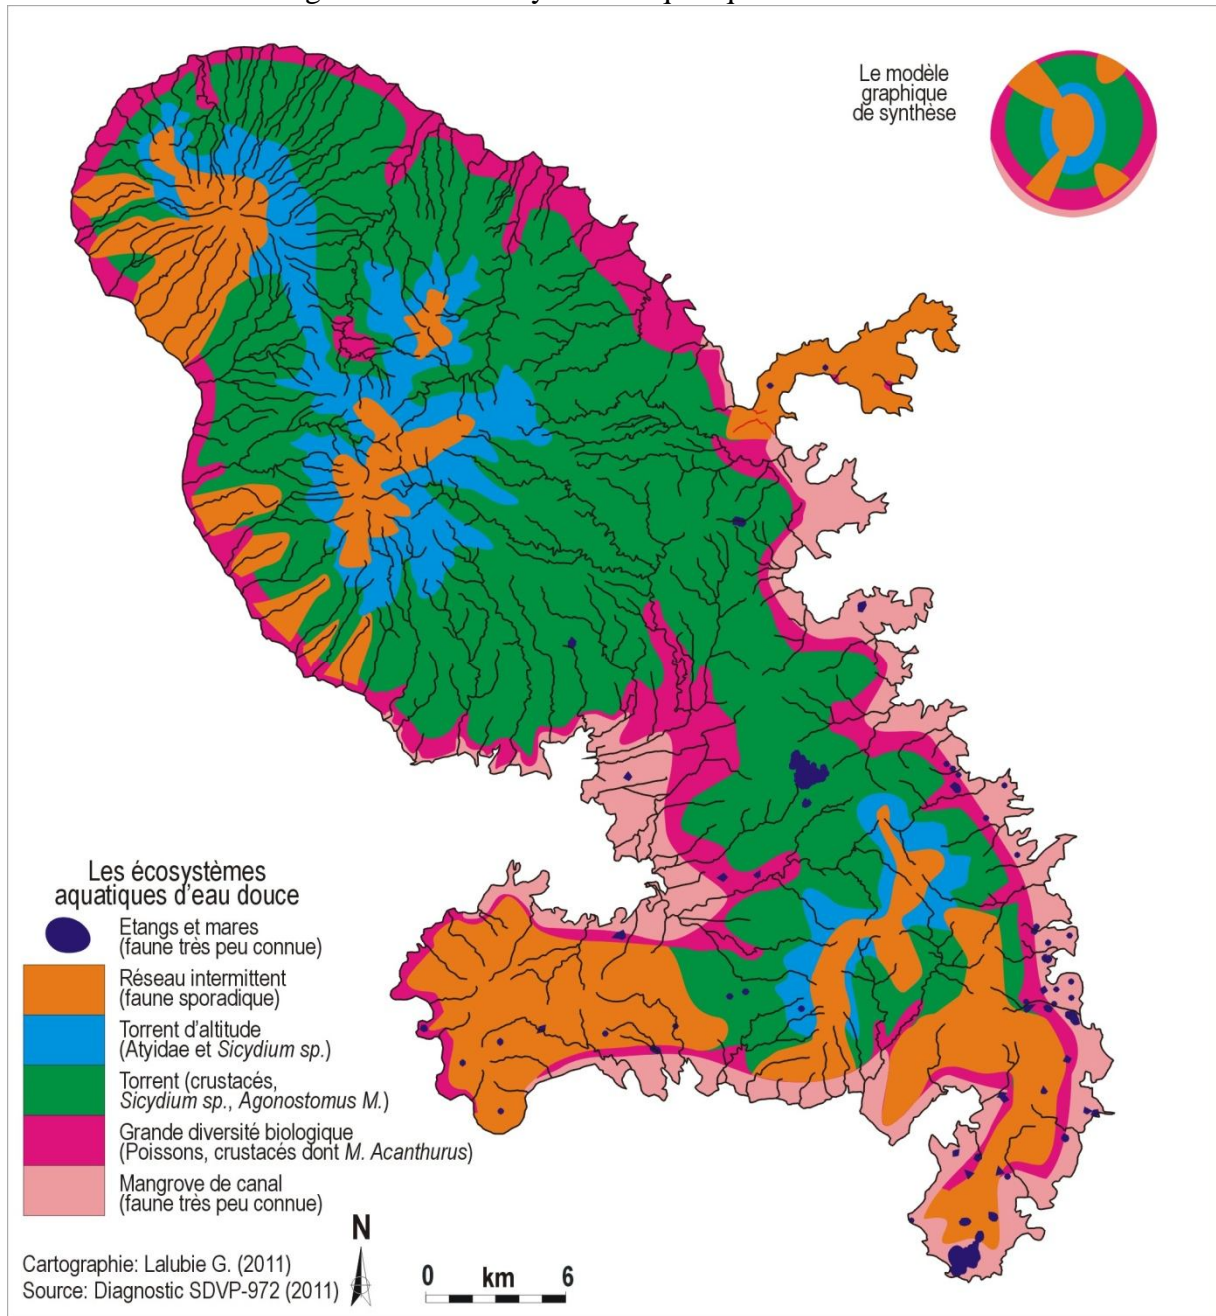 Le modèle
graphique
de synthèse
Les écosystèmes
aquatiques d'eau douce
Etangs et mares
(faune très peu connue)
Réseau intermittent
(faune sporadique)
Torrent d'altitude
(Atyidae et Sicydium sp.)
Torrent (crustacés,
Sicydium sp., Agonostomus M.)
Grande diversité biologique
(Poissons, crustacés dont M. Acanthurus)
Mangrove de canal
(faune très peu connue)
Cartographie: Lalubie G. (2011)
Source: Diagnostic SDVP-972 (2011)
N
0 km 6